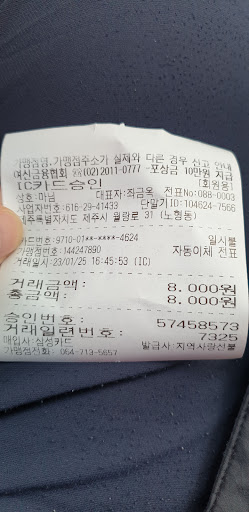 가맹점명,가맹점주소가 실제와 다른 경우 신고 안내
여신금융협회 ☎(02)2011-0777 -포상금 10만원 지급
IC카드승인 [회원용]
상호:마님 대표자:좌금옥 전표No:088-0003
사업자번호:616-29-41433 단말기ID:104624-7566
제주특별자치도 제주시 월랑로 31 (노형동)
카드번호:9710-01**-****-4624 일시불
가맹점번호:144247890 자동이체 전표
거래일시:23/01/25 16:45:53 (IC)
거래금액: 8,000원
총금액: 8,000원
승인번호: 57458573
거래일련번호: 7325
매입사:삼성카드 발급사:지역사랑선불
가맹점전화: 064-713-5657